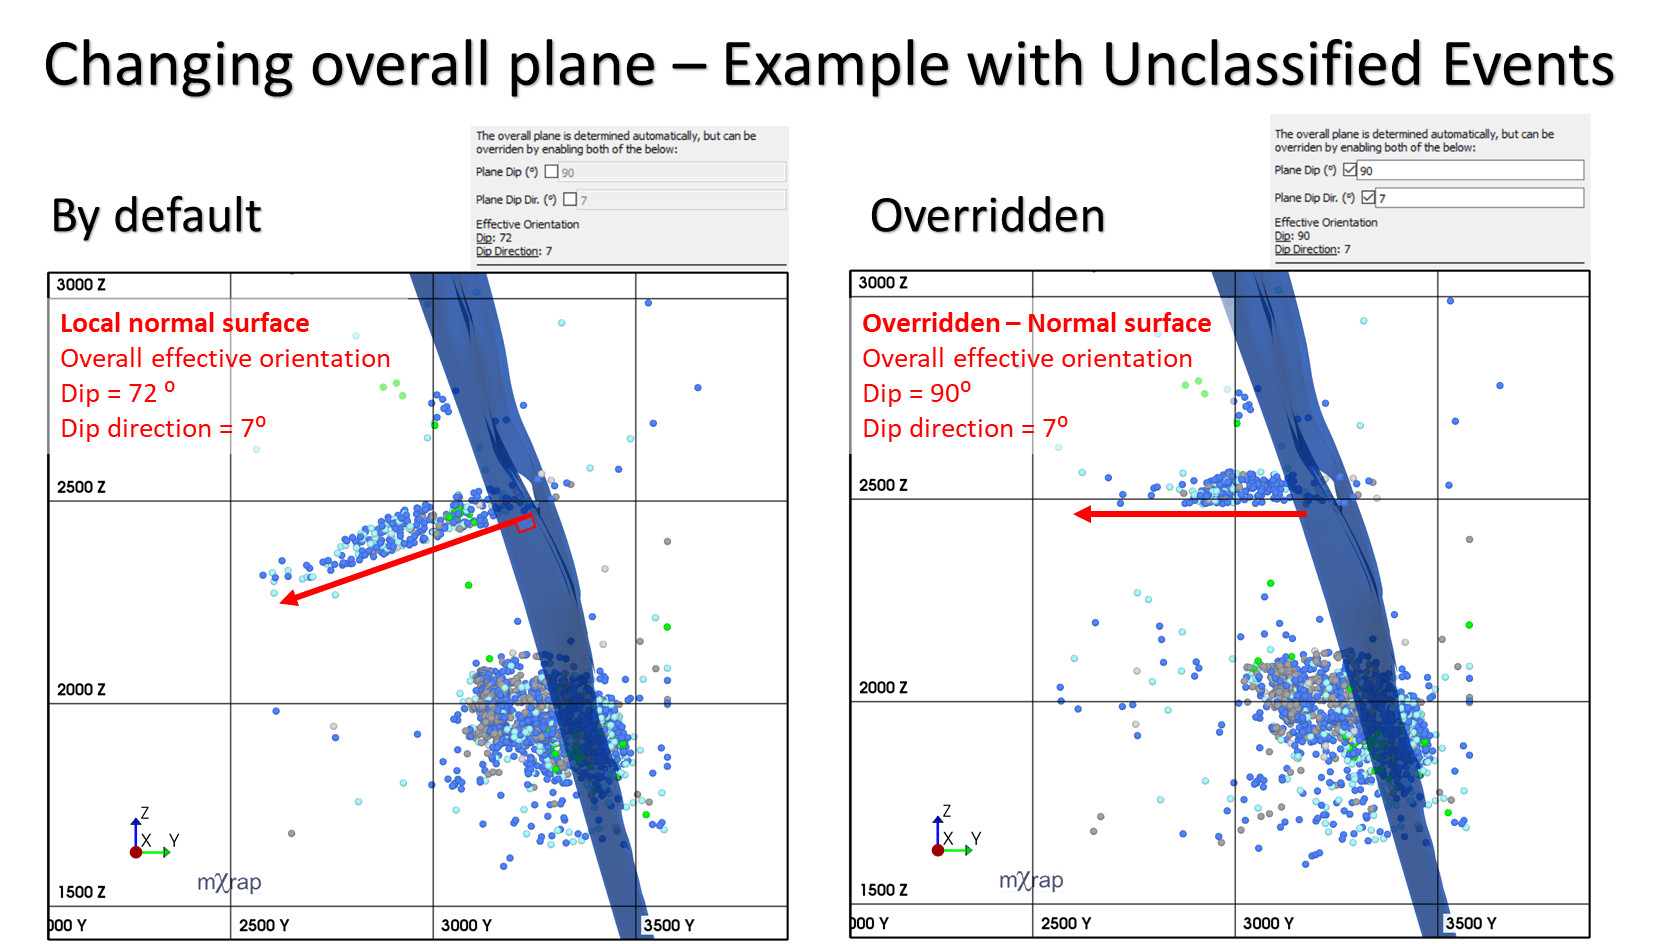 Changing overall plane – Example with Unclassified Events
By default
The overall plane is determined automatically, but can be
overriden by enabling both of the below:
Plane Dip (º) 90
Plane Dip Dir. (º) 7
Effective Orientation
Dip: 72
Dip Direction: 7
3000 Z
Local normal surface
Overall effective orientation
Dip = 72 º
Dip direction = 7º
2500 Z
2000 Z
Z
X Y
mχrap
1500 Z
000 Y 2500 Y 3000 Y 3500 Y
Overridden
The overall plane is determined automatically, but can be
overriden by enabling both of the below:
Plane Dip (º) 90
Plane Dip Dir. (º) 7
Effective Orientation
Dip: 90
Dip Direction: 7
3000 Z
Overridden – Normal surface
Overall effective orientation
Dip = 90º
Dip direction = 7º
2500 Z
2000 Z
Z
X Y
mχrap
1500 Z
000 Y 2500 Y 3000 Y 3500 Y